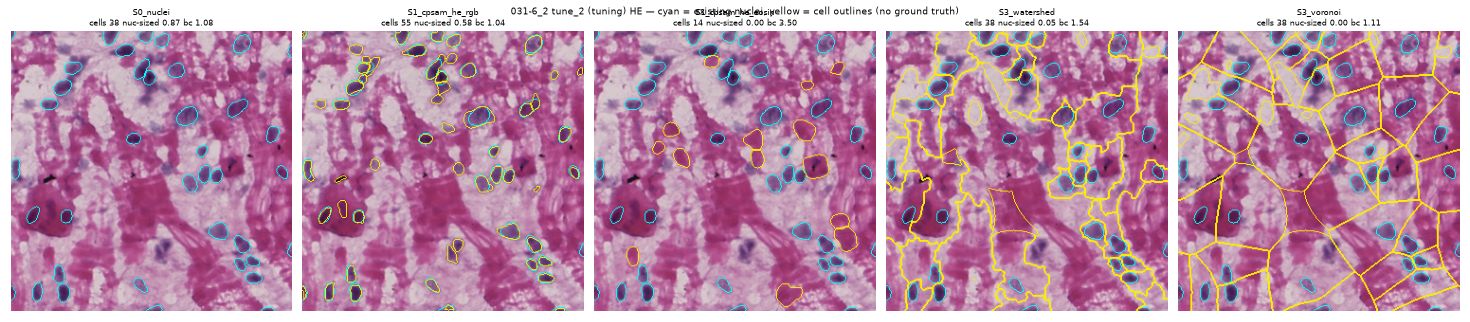 031-6_2 tune_2 (tuning) HE — cyan = existing nuclei, yellow = cell outlines (no ground truth)
S0_nuclei
cells 38 nuc-sized 0.87 bc 1.08
S1_cpsam_he_rgb
cells 55 nuc-sized 0.58 bc 1.04
cells 14 nuc-sized 0.00 bc 3.50
S3_watershed
cells 38 nuc-sized 0.05 bc 1.54
S3_voronoi
cells 38 nuc-sized 0.00 bc 1.11